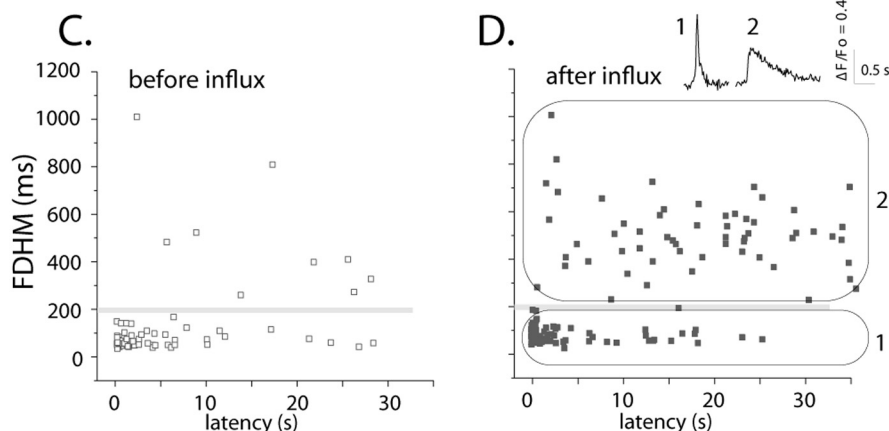 C.
before influx
FDHM (ms)
1200
1000
800
600
400
200
0
0 10 20 30
latency (s)
D.
after influx
1 2
ΔF/Fo = 0.4
0.5 s
2
1
0 10 20 30
latency (s)